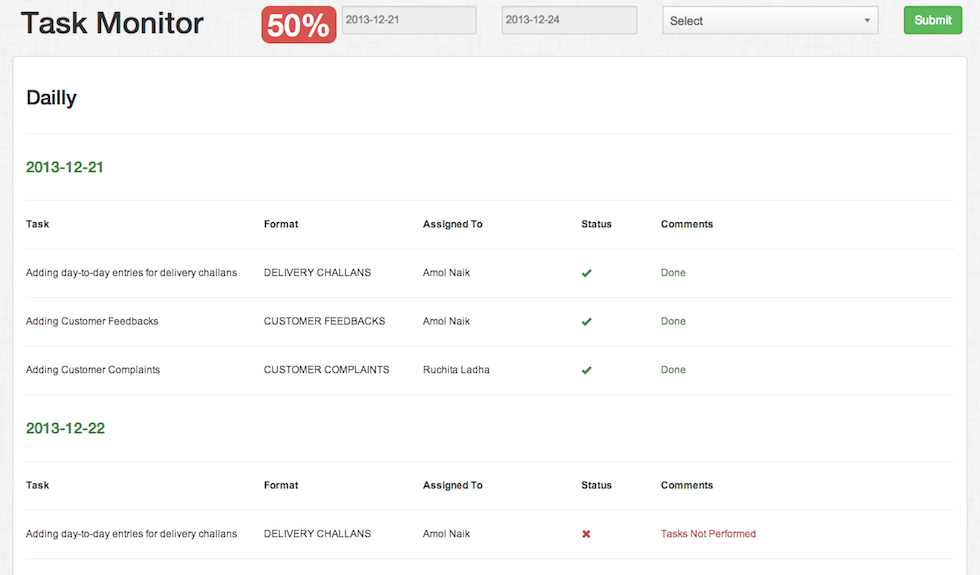 Task Monitor 50% 2013-12-21 2013-12-24 Select Submit
Dailly
2013-12-21
Task Format Assigned To Status Comments
Adding day-to-day entries for delivery challans DELIVERY CHALLANS Amol Naik Done
Adding Customer Feedbacks CUSTOMER FEEDBACKS Amol Naik Done
Adding Customer Complaints CUSTOMER COMPLAINTS Ruchita Ladha Done
2013-12-22
Task Format Assigned To Status Comments
Adding day-to-day entries for delivery challans DELIVERY CHALLANS Amol Naik Tasks Not Performed